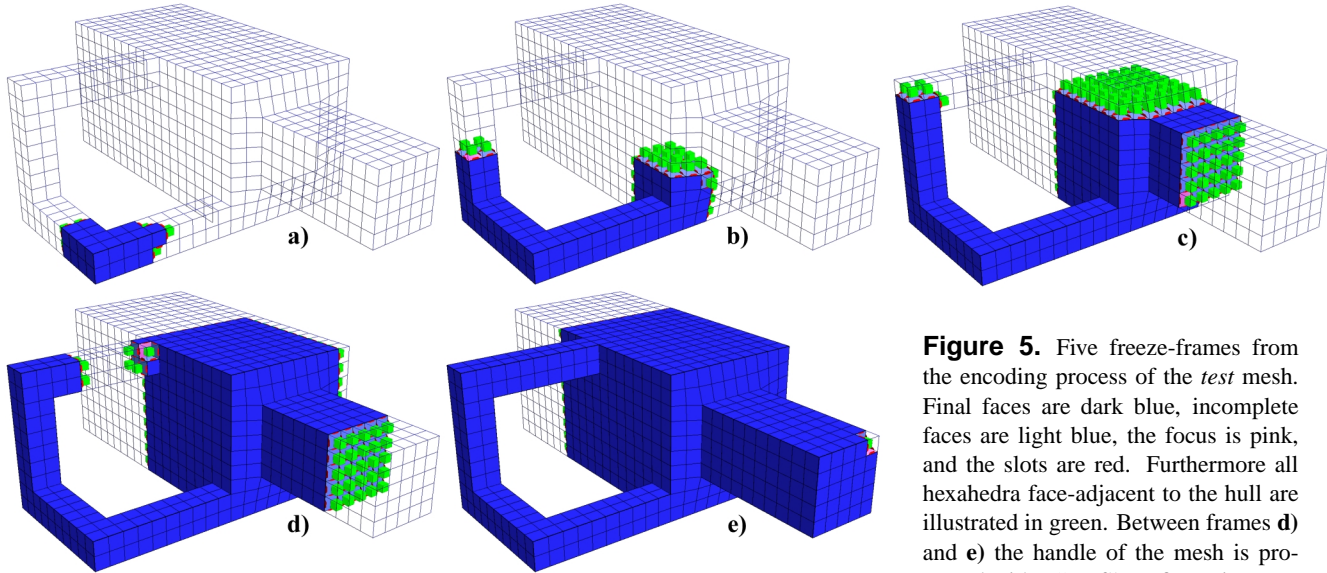 a)
b)
c)
d)
e)
Figure 5. Five freeze-frames from
the encoding process of the test mesh.
Final faces are dark blue, incomplete
faces are light blue, the focus is pink,
and the slots are red. Furthermore all
hexahedra face-adjacent to the hull are
illustrated in green. Between frames d)
and e) the handle of the mesh is pro-